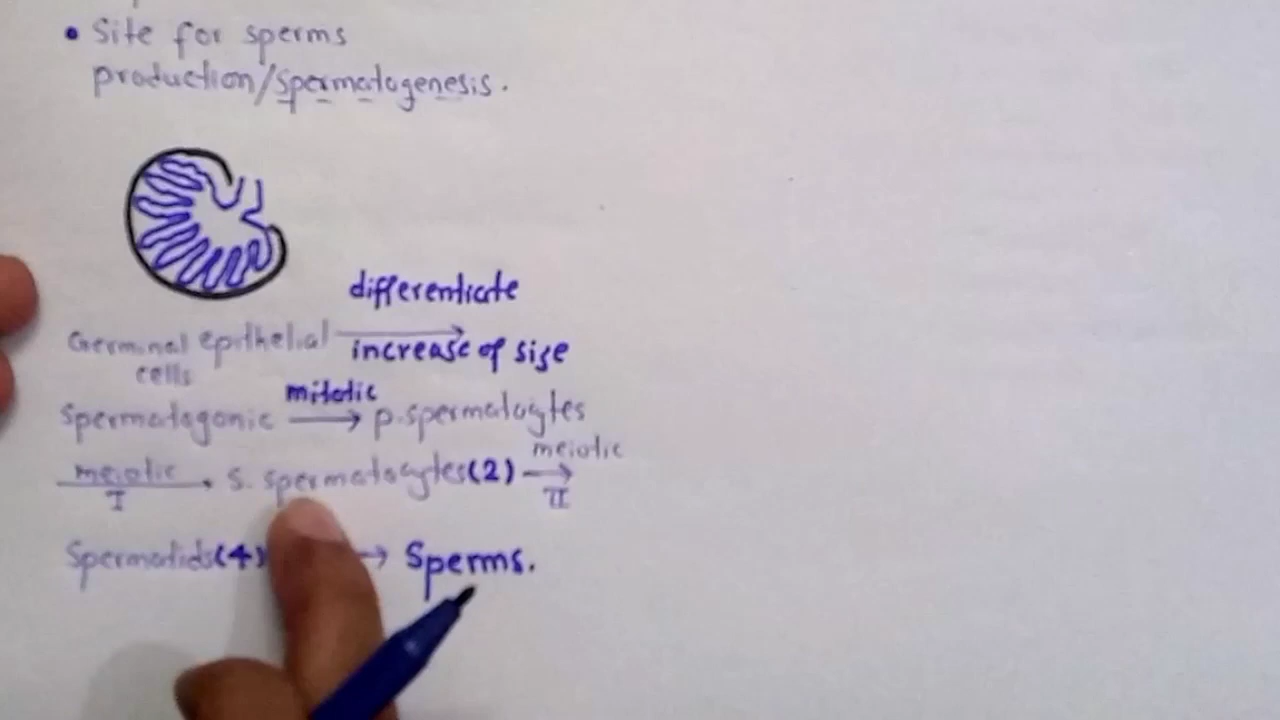 • Site for sperms
production/spermatogenesis.
differentiate
Germinal epithelial →
increase of size
cells
mitotic
Spermatogonic → p.spermatocytes
meiotic
meiotic → S. spermatocytes(2) →
I
II
Spermatids(4) → Sperms.